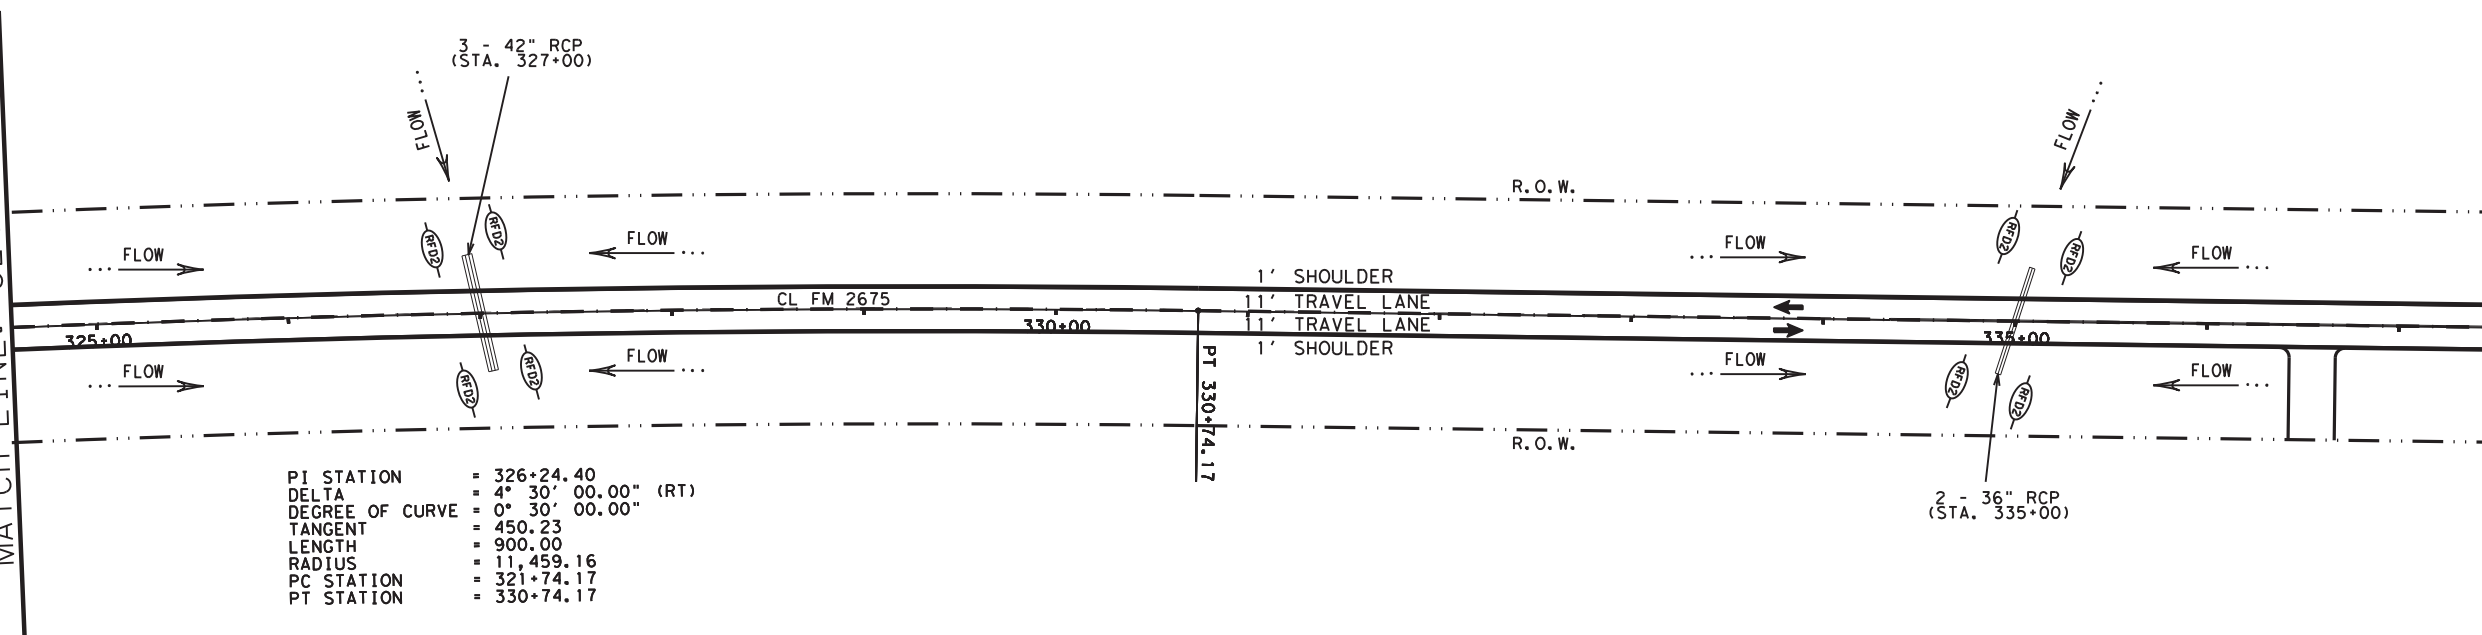 3 - 42" RCP
(STA. 327+00)
FLOW
FLOW
R.O.W.
RFD2
RFD2
RFD2
RFD2
FLOW
FLOW
FLOW
FLOW
1' SHOULDER
CL FM 2675
11' TRAVEL LANE
325+00
330+00
11' TRAVEL LANE
335+00
1' SHOULDER
FLOW
FLOW
FLOW
FLOW
RFD2
RFD2
RFD2
RFD2
PT 330+74.17
R.O.W.
MATCH LINE
PI STATION = 326+24.40
DELTA = 4° 30' 00.00" (RT)
DEGREE OF CURVE = 0° 30' 00.00"
TANGENT = 450.23
LENGTH = 900.00
RADIUS = 11,459.16
PC STATION = 321+74.17
PT STATION = 330+74.17
2 - 36" RCP
(STA. 335+00)